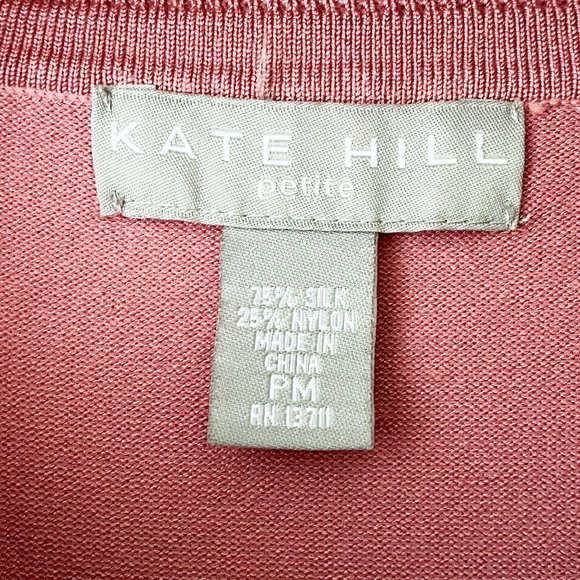 KATE HILL
petite
75% SILK
25% NYLON
MADE IN
CHINA
PM
RN 13711